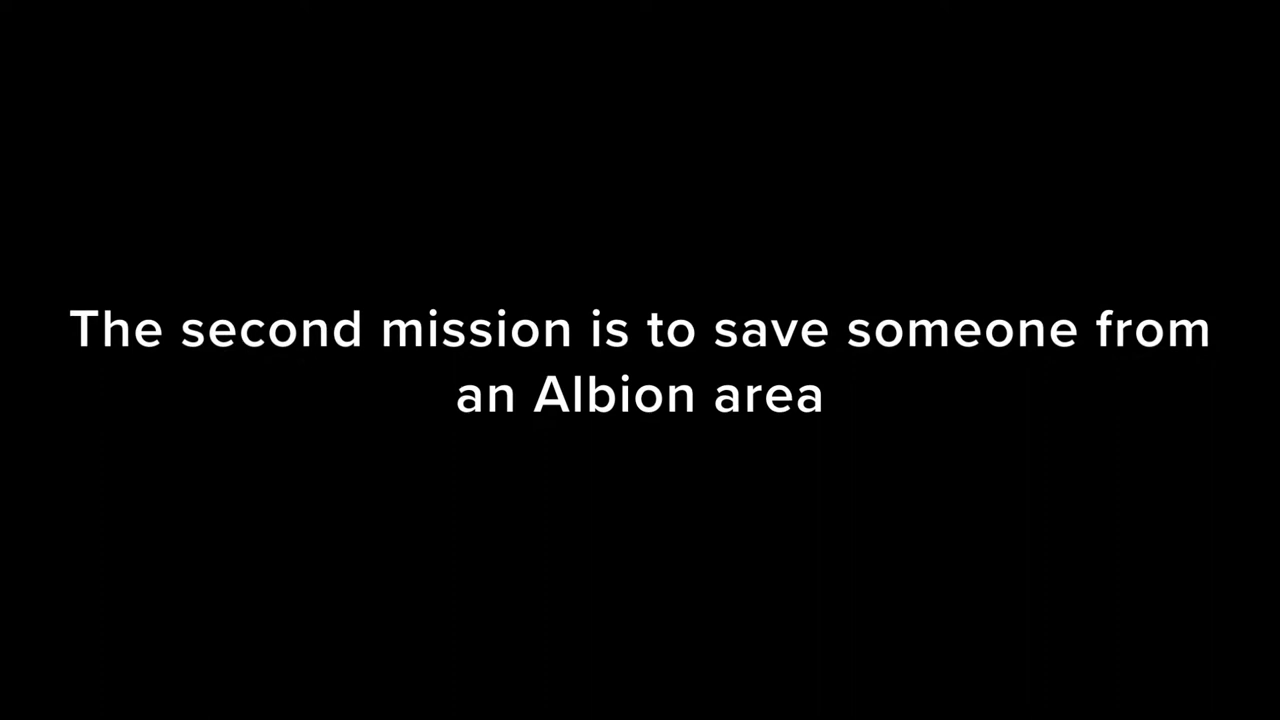 The second mission is to save someone from
an Albion area